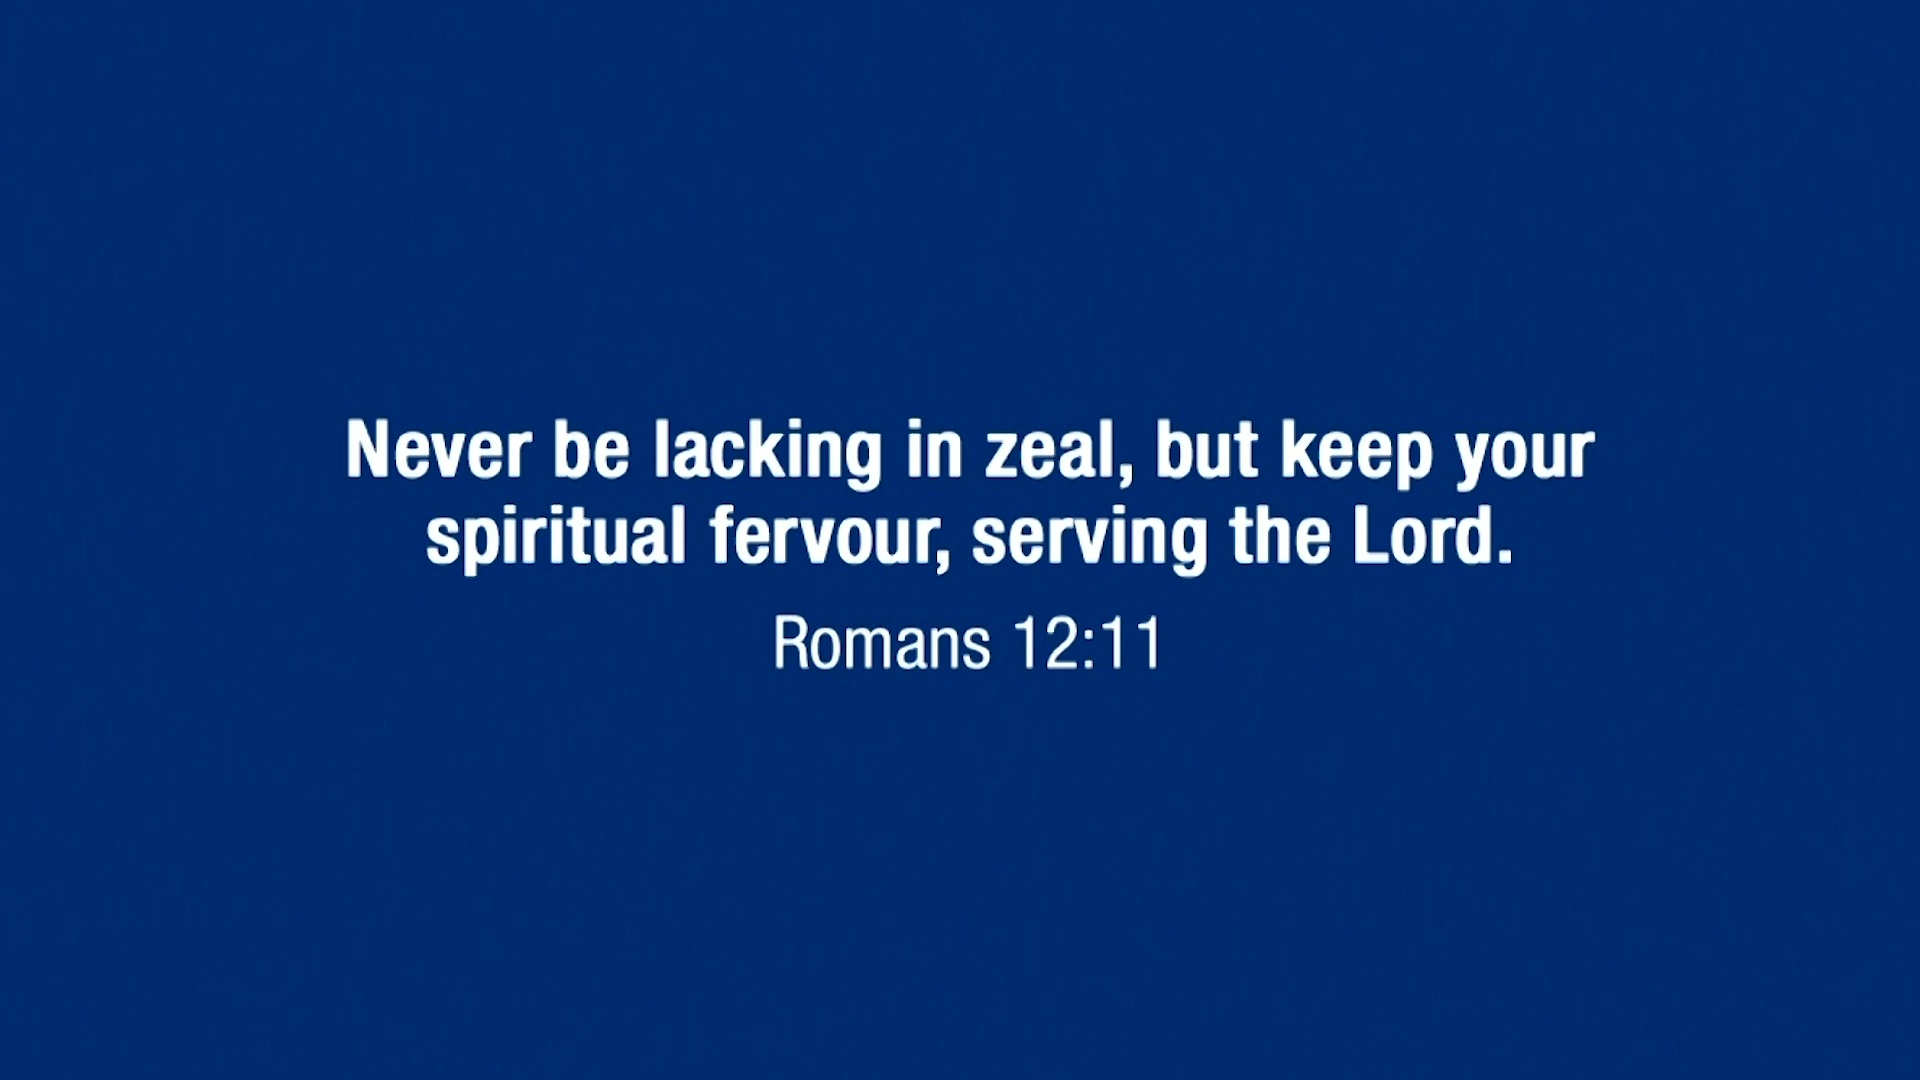 Never be lacking in zeal, but keep your
spiritual fervour, serving the Lord.
Romans 12:11